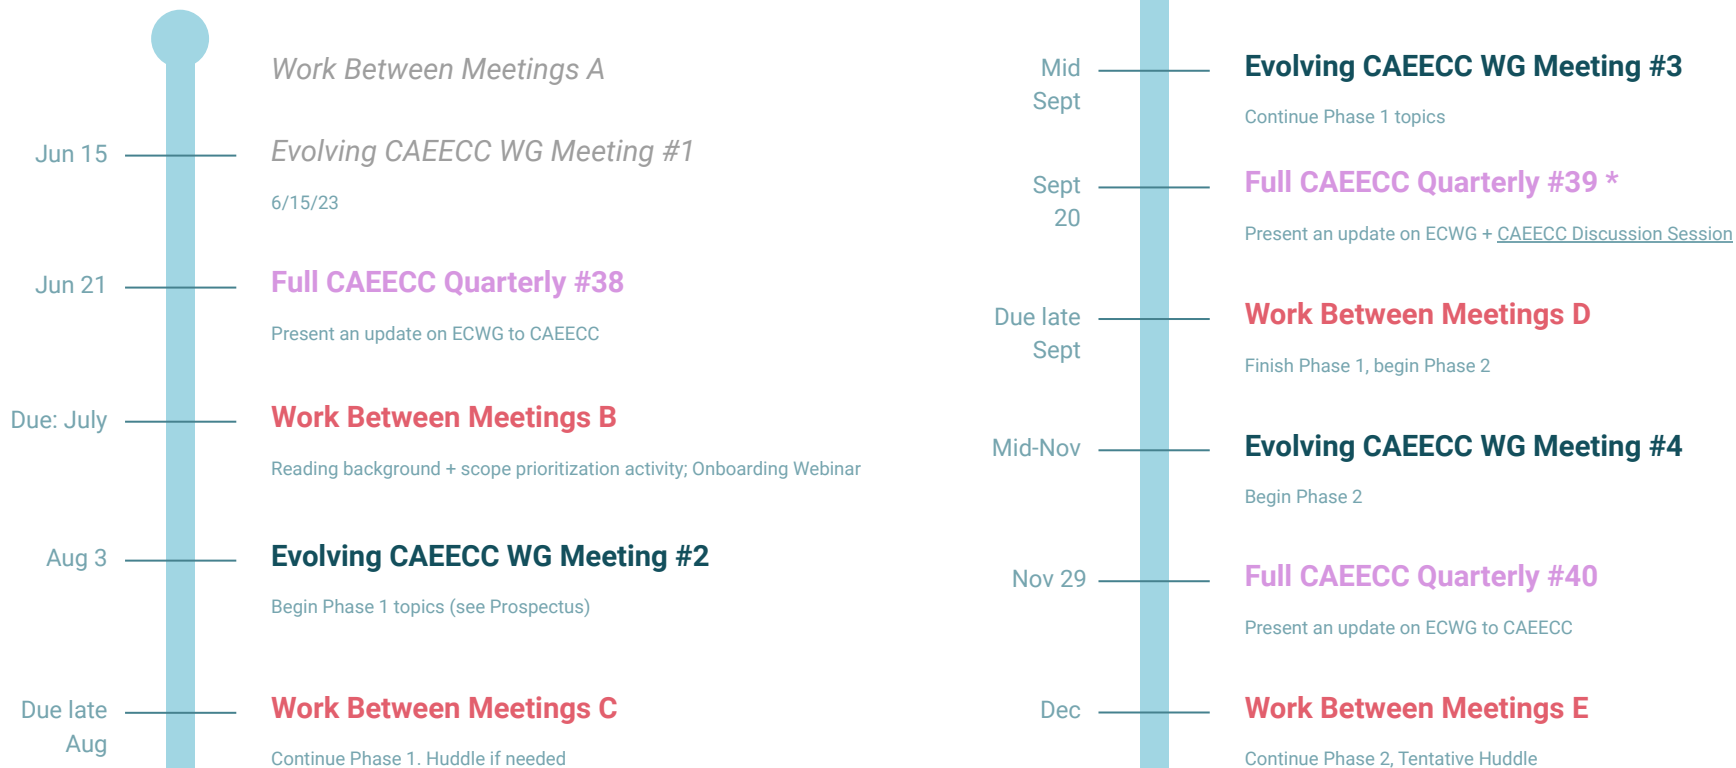 Work Between Meetings A
Jun 15
Evolving CAEECC WG Meeting #1
6/15/23
Jun 21
Full CAEECC Quarterly #38
Present an update on ECWG to CAEECC
Due: July
Work Between Meetings B
Reading background + scope prioritization activity; Onboarding Webinar
Aug 3
Evolving CAEECC WG Meeting #2
Begin Phase 1 topics (see Prospectus)
Due late
Aug
Work Between Meetings C
Continue Phase 1. Huddle if needed
Mid
Sept
Evolving CAEECC WG Meeting #3
Continue Phase 1 topics
Sept
20
Full CAEECC Quarterly #39 *
Present an update on ECWG + CAEECC Discussion Session
Due late
Sept
Work Between Meetings D
Finish Phase 1, begin Phase 2
Mid-Nov
Evolving CAEECC WG Meeting #4
Begin Phase 2
Nov 29
Full CAEECC Quarterly #40
Present an update on ECWG to CAEECC
Dec
Work Between Meetings E
Continue Phase 2, Tentative Huddle